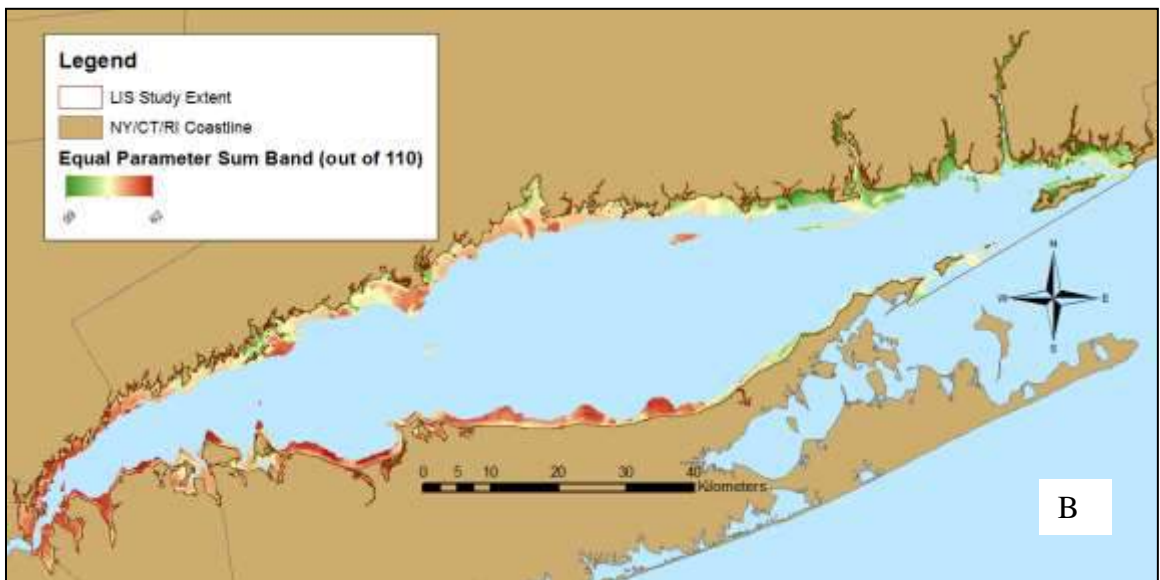 Legend
LIS Study Extent
NY/CT/RI Coastline
Equal Parameter Sum Band (out of 110)
N
W E
S
0 5 10 20 30 40
Kilometers
B